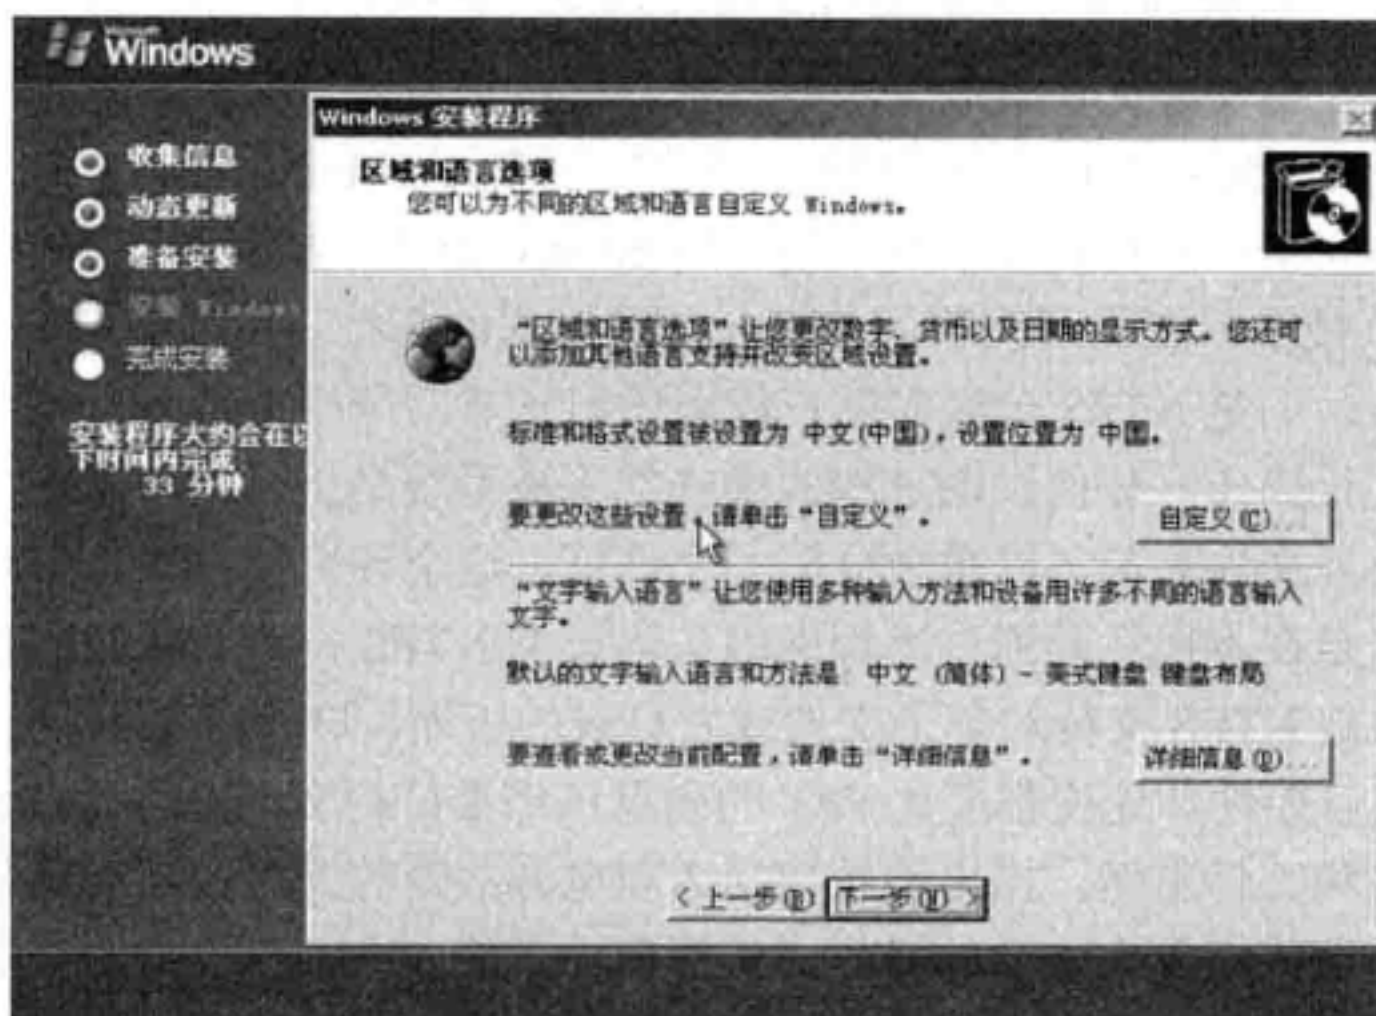 Microsoft
Windows
收集信息
动态更新
准备安装
安装 Windows
完成安装
安装程序大约会在以
下时间内完成
33 分钟
Windows 安装程序
区域和语言选项
您可以为不同的区域和语言自定义 Windows。
“区域和语言选项”让您更改数字、货币以及日期的显示方式。您还可
以添加其他语言支持并改变区域设置。
标准和格式设置被设置为 中文(中国)，设置位置为 中国。
要更改这些设置，请单击“自定义”。
自定义(C)...
“文字输入语言”让您使用多种输入方法和设备用许多不同的语言输入
文字。
默认的文字输入语言和方法是 中文 (简体) - 美式键盘 键盘布局
要查看或更改当前配置，请单击“详细信息”。
详细信息(D)...
< 上一步(B)
下一步(N) >